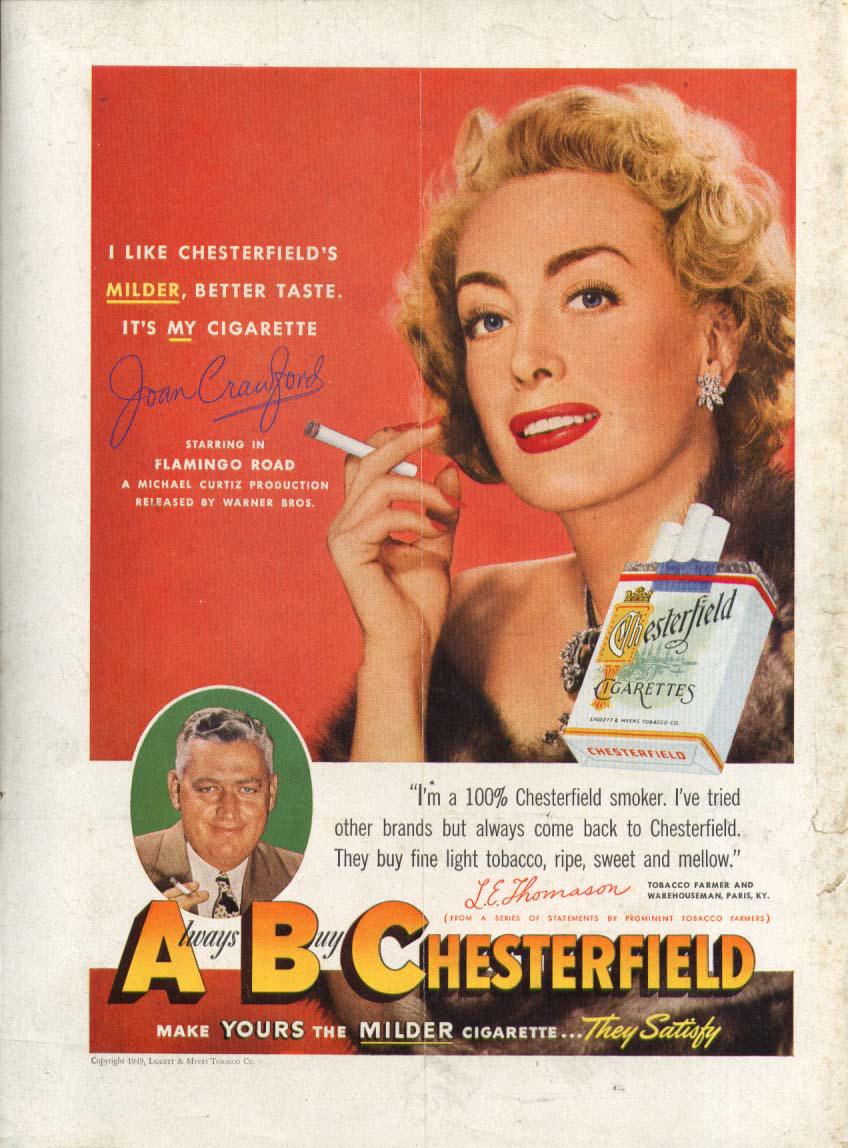 I LIKE CHESTERFIELD'S
MILDER, BETTER TASTE.
IT'S MY CIGARETTE
Joan Crawford
STARRING IN
FLAMINGO ROAD
A MICHAEL CURTIZ PRODUCTION
RELEASED BY WARNER BROS.
Chesterfield
CIGARETTES
LIGGETT & MYERS TOBACCO CO.
CHESTERFIELD
"I'm a 100% Chesterfield smoker. I've tried
other brands but always come back to Chesterfield.
They buy fine light tobacco, ripe, sweet and mellow."
L.E. Thomason
TOBACCO FARMER AND
WAREHOUSEMAN, PARIS, KY.
(FROM A SERIES OF STATEMENTS BY PROMINENT TOBACCO FARMERS)
Always Buy CHESTERFIELD
MAKE YOURS THE MILDER CIGARETTE...They Satisfy
Copyright 1949, LIGGETT & MYERS TOBACCO CO.